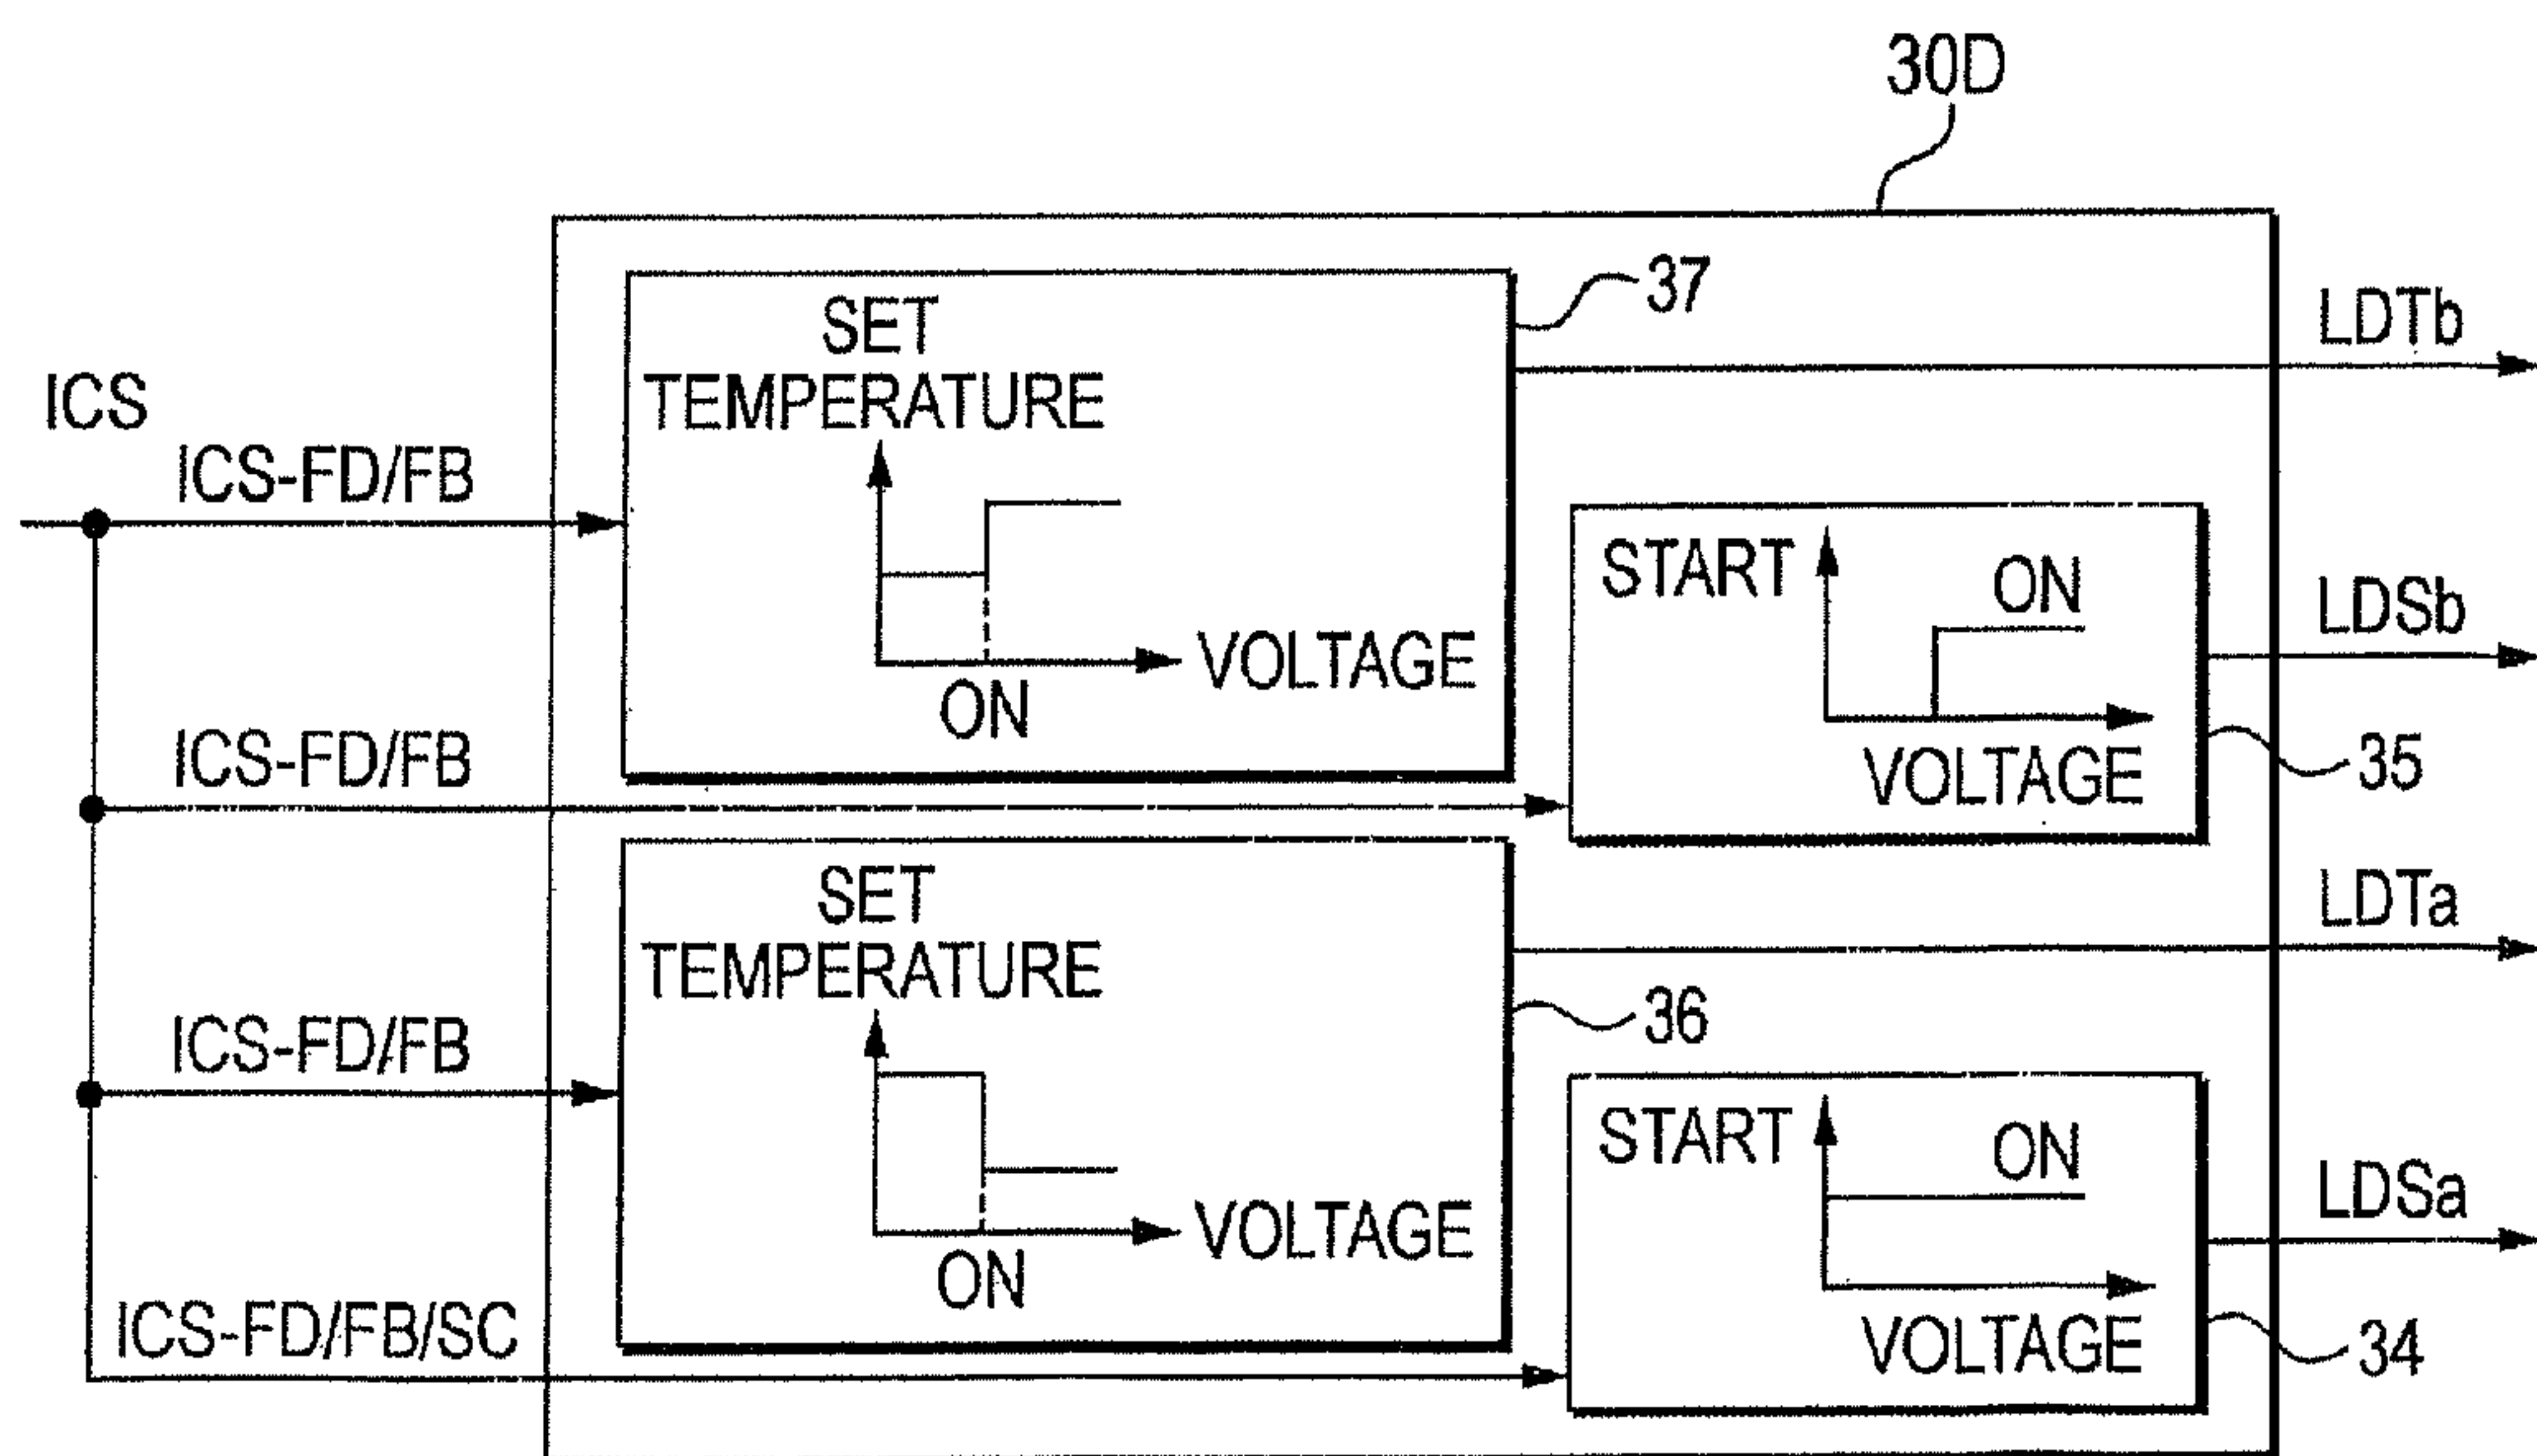 30D
37
SET
TEMPERATURE
LDTb
ICS
ICS-FD/FB
START
ON
LDSb
VOLTAGE
ON
ICS-FD/FB
VOLTAGE
35
SET
TEMPERATURE
LDTa
36
ICS-FD/FB
START
ON
LDSa
VOLTAGE
ON
ICS-FD/FB/SC
VOLTAGE
34